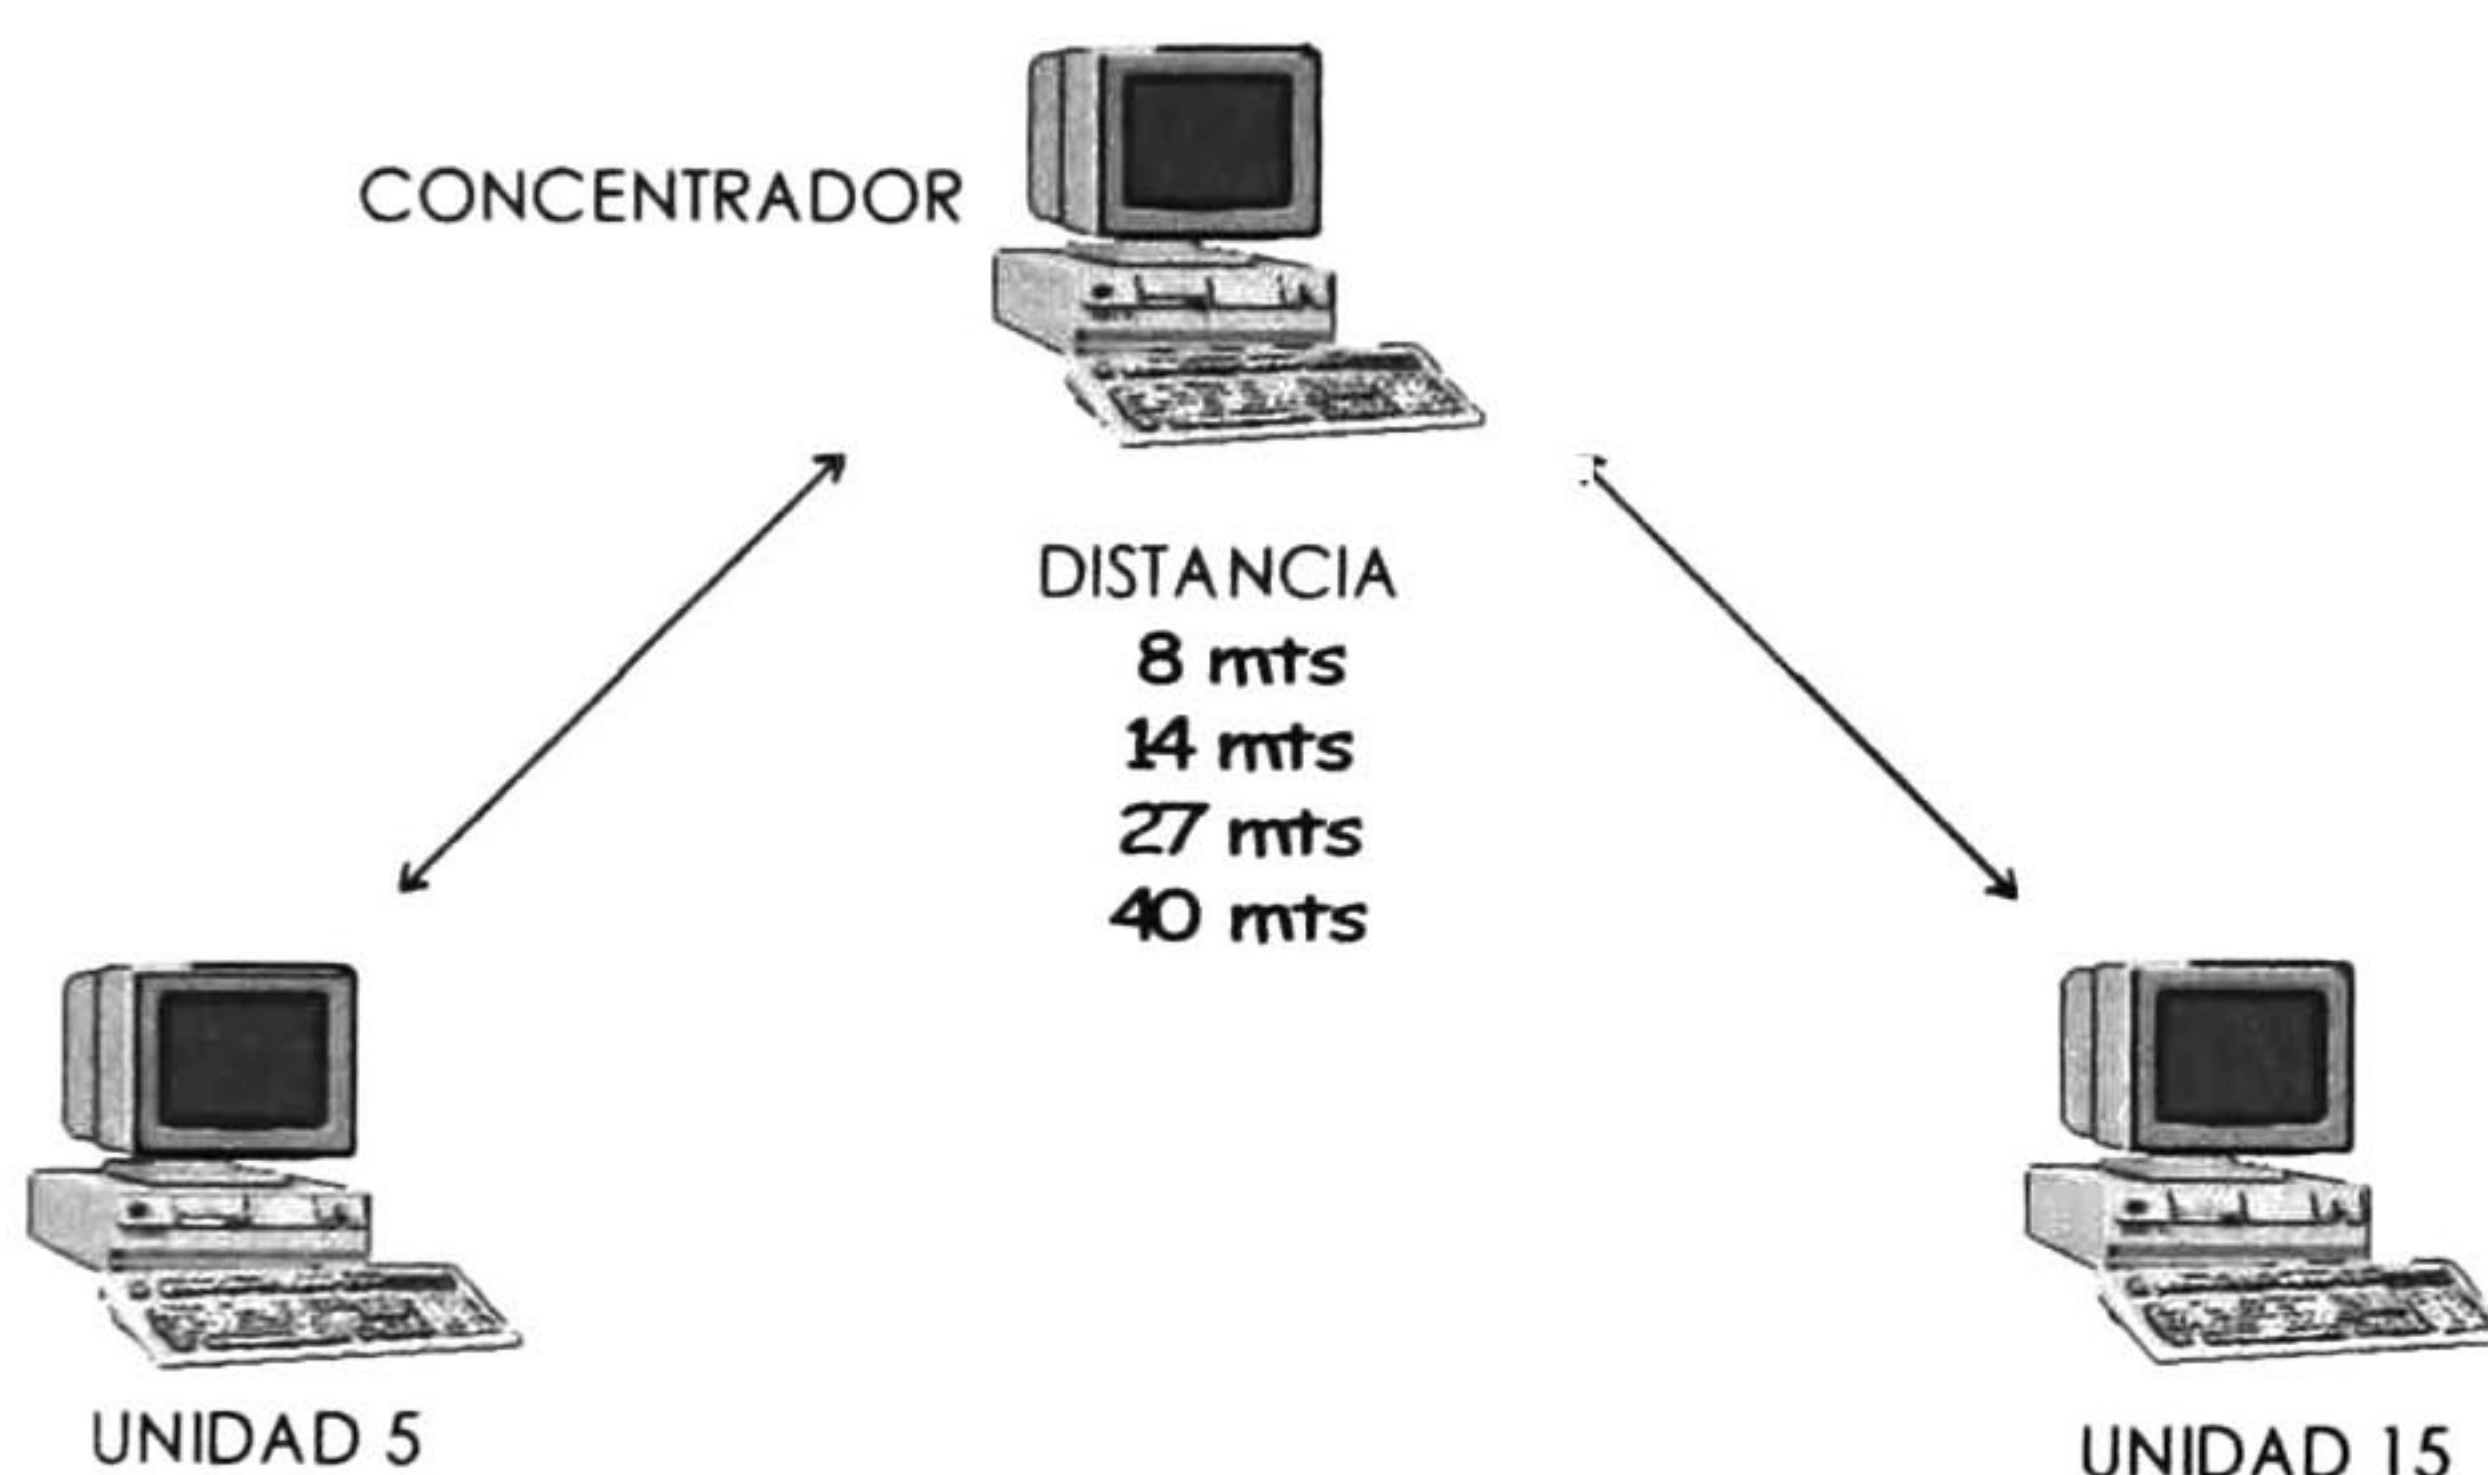 CONCENTRADOR
DISTANCIA
8 mts
14 mts
27 mts
40 mts
UNIDAD 5
UNIDAD 15